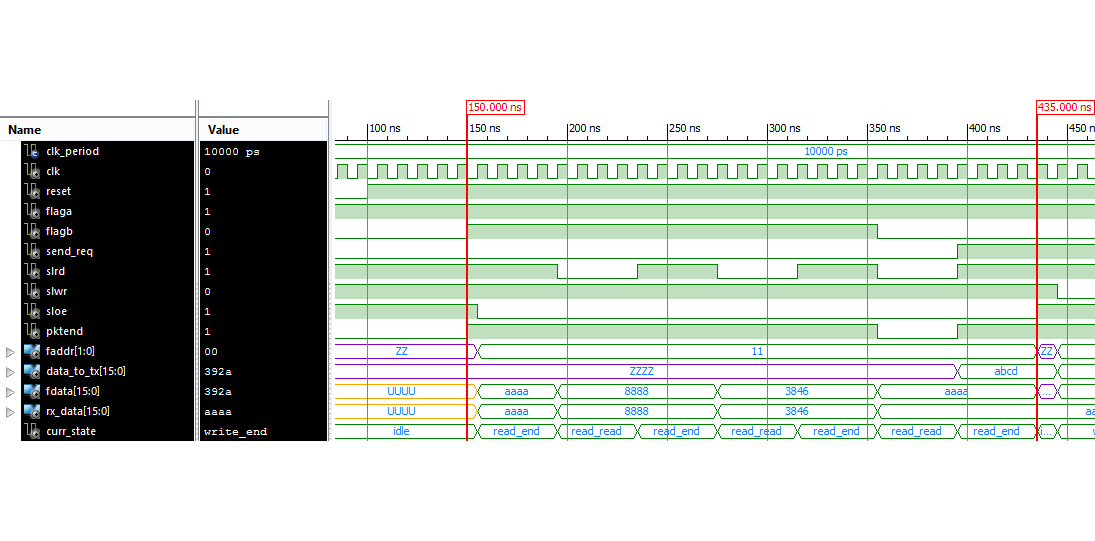 150.000 ns 435.000 ns
Name Value 100 ns 150 ns 200 ns 250 ns 300 ns 350 ns 400 ns 450 n
clk_period 10000 ps 10000 ps
clk 0
reset 1
flaga 1
flagb 0
send_req 1
slrd 1
slwr 0
sloe 1
pktend 1
faddr[1:0] 00 ZZ 11 ZZ
data_to_tx[15:0] 392a ZZZZ abcd
fdata[15:0] 392a UUUU aaaa 8888 3846 aaaa ...
rx_data[15:0] aaaa UUUU aaaa 8888 3846 aa
curr_state write_end idle read_end read_read read_end read_read read_end read_read read_end i...